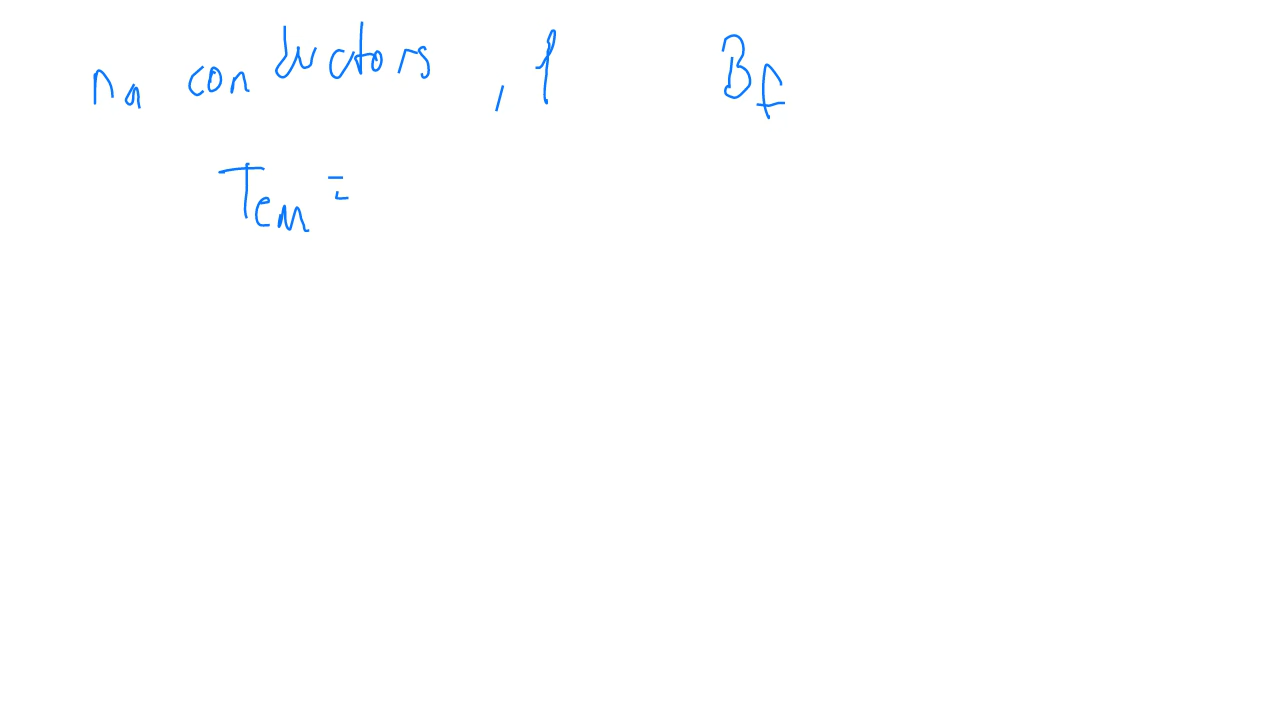 na conductors, l Bf
Tem =